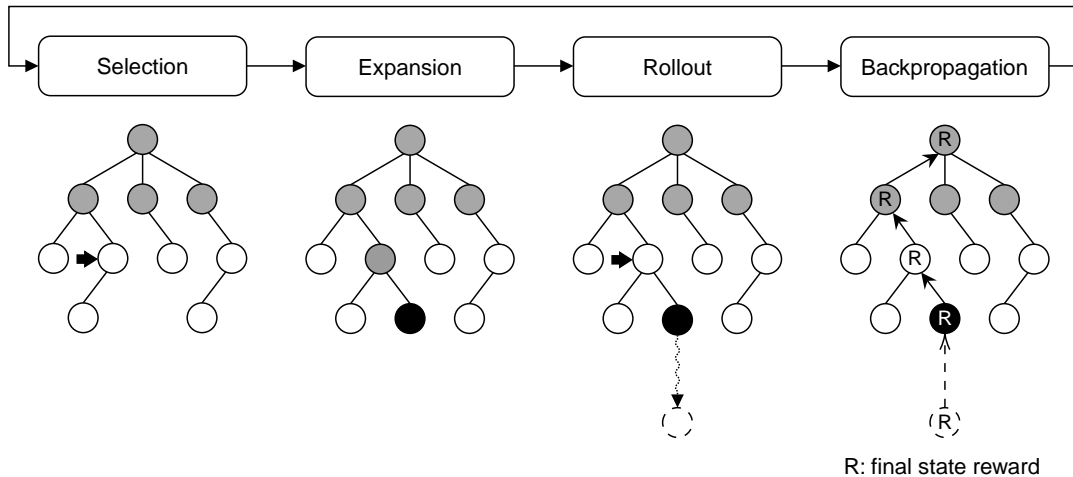 Selection
Expansion
Rollout
Backpropagation
R
R
R
R
R
R: final state reward